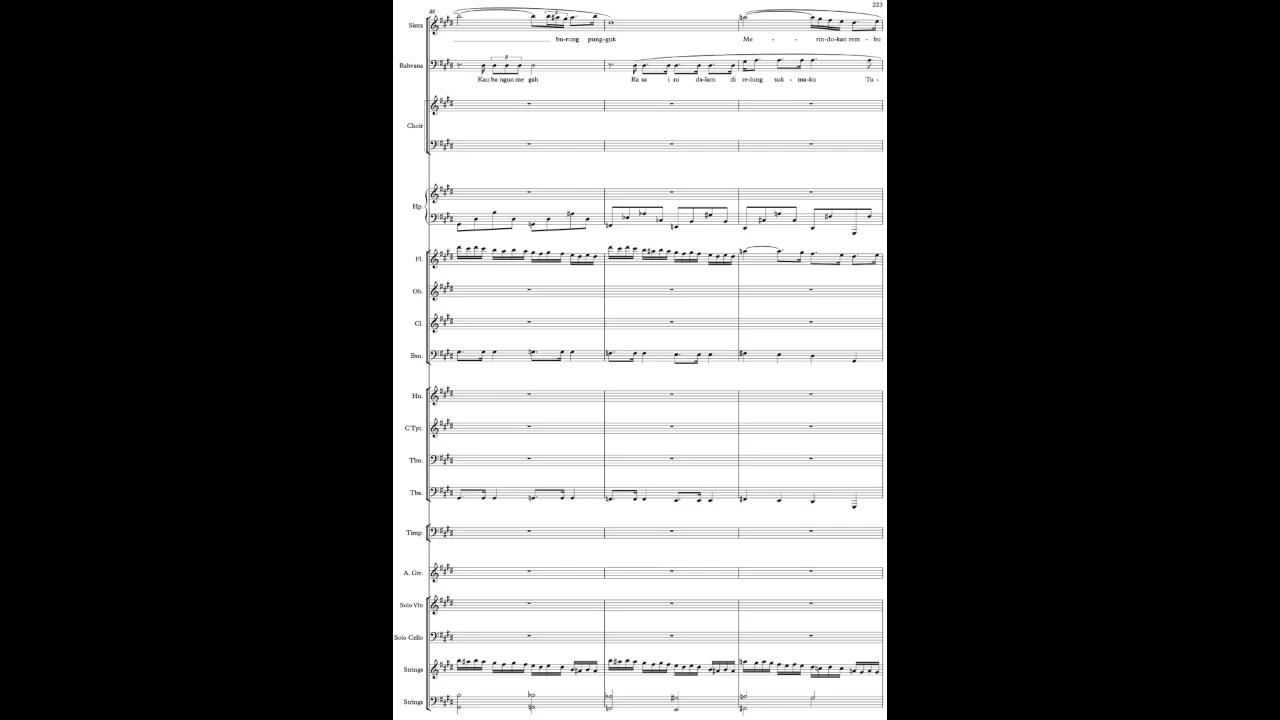 223
86
Sinta
3
bu-rung pung-guk Me - - rin-du-kan rem-bu
Rahvana
3
Kau ba ngun me gah Ra sa i ni da-lam di re-lung suk-ma-ku Tu-
Choir
Hp.
Fl.
Ob.
Cl.
Bsn.
Hn.
C Tpt.
Tbn.
Tba.
Timp.
A. Gtr.
Solo Vln
Solo Cello
Strings
Strings